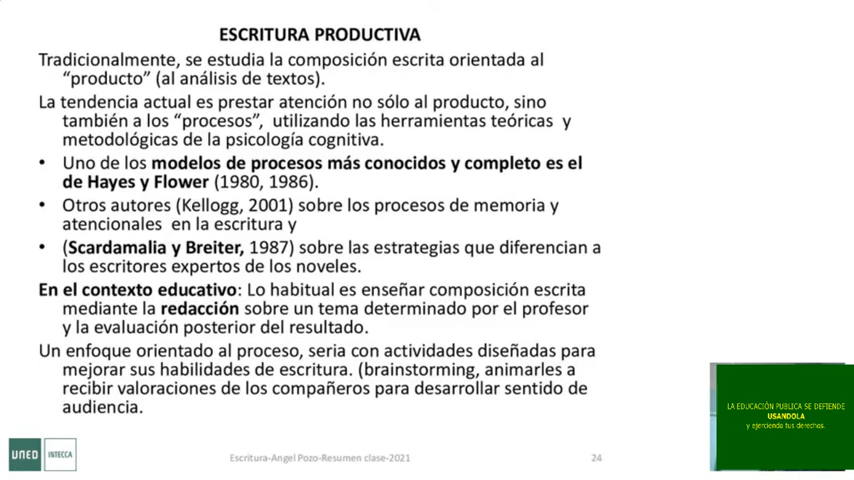 ESCRITURA PRODUCTIVA
Tradicionalmente, se estudia la composición escrita orientada al
“producto” (al análisis de textos).
La tendencia actual es prestar atención no sólo al producto, sino
también a los “procesos”, utilizando las herramientas teóricas y
metodológicas de la psicología cognitiva.
• Uno de los modelos de procesos más conocidos y completo es el
de Hayes y Flower (1980, 1986).
• Otros autores (Kellogg, 2001) sobre los procesos de memoria y
atencionales en la escritura y
• (Scardamalia y Breiter, 1987) sobre las estrategias que diferencian a
los escritores expertos de los noveles.
En el contexto educativo: Lo habitual es enseñar composición escrita
mediante la redacción sobre un tema determinado por el profesor
y la evaluación posterior del resultado.
Un enfoque orientado al proceso, seria con actividades diseñadas para
mejorar sus habilidades de escritura. (brainstorming, animarles a
recibir valoraciones de los compañeros para desarrollar sentido de
audiencia.
LA EDUCACIÓN PUBLICA SE DEFIENDE
USANDOLA
y ejerciendo tus derechos.
UNED INTECCA
Escritura-Angel Pozo-Resumen clase-2021
24